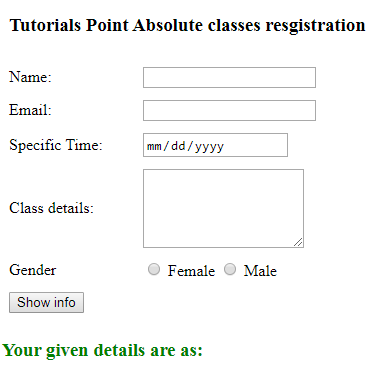 Tutorials Point Absolute classes resgistration
Name:
Email:
Specific Time: mm/dd/yyyy
Class details:
Gender Female Male
Show info
Your given details are as: